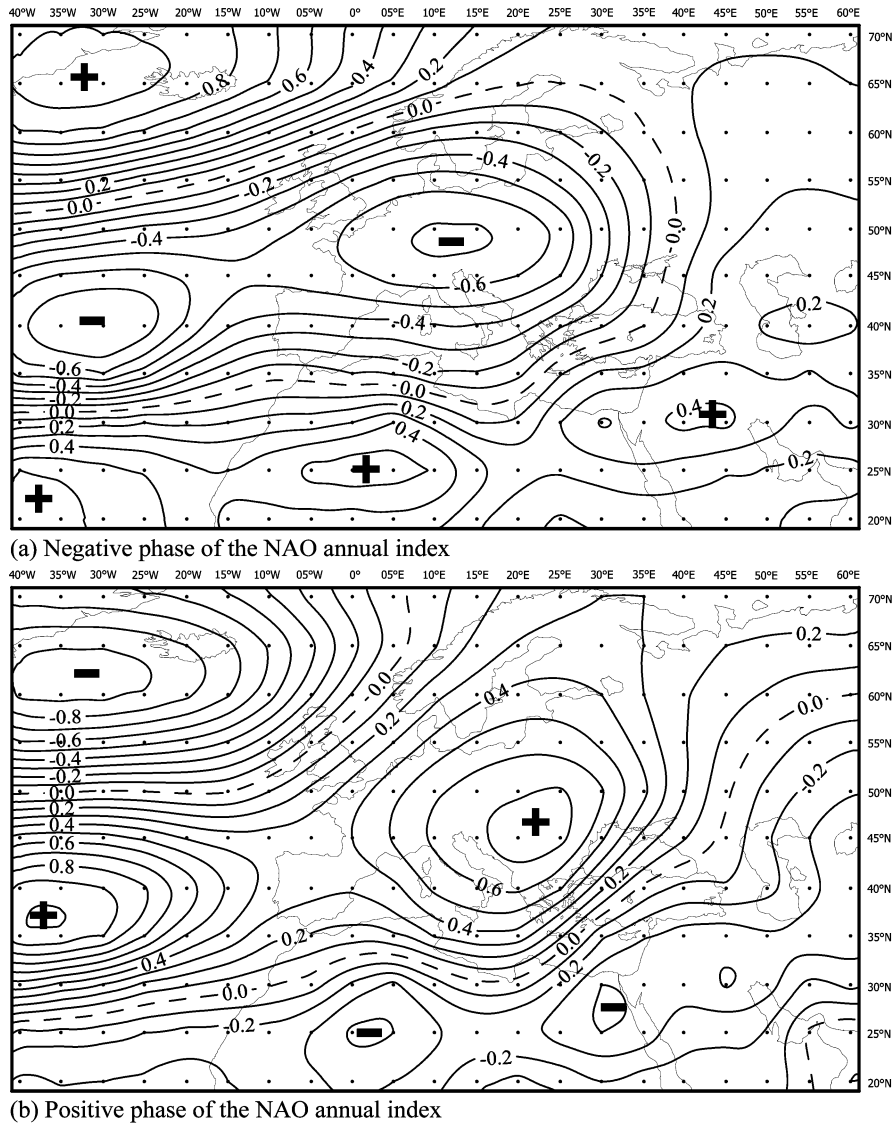 40°W 35°W 30°W 25°W 20°W 15°W 10°W 5°W 0° 5°E 10°E 15°E 20°E 25°E 30°E 35°E 40°E 45°E 50°E 55°E 60°E
70°N
+ 0.8 0.6 0.4 0.2
65°N
0.0
60°N
-0.4 -0.2
0.2 -0.2 55°N
0.0
-0.4 - -0.0 50°N
-0.6 45°N
- -0.4 0.2 0.2 40°N
-0.6 -0.2 35°N
-0.4 0.0
-0.2
0.0 0.2 0.4 +
0.2 0.4 30°N
0.4 + 0.2 25°N
+
20°N
(a) Negative phase of the NAO annual index
40°W 35°W 30°W 25°W 20°W 15°W 10°W 5°W 0° 5°E 10°E 15°E 20°E 25°E 30°E 35°E 40°E 45°E 50°E 55°E 60°E
70°N
0.2
65°N
-
-0.0 0.4 60°N
-0.8 0.2 0.0
-0.6 55°N
-0.4
-0.2 -0.2
0.0 50°N
0.2
0.4 +
0.6 45°N
0.8 0.6 0.2 40°N
+
0.4 35°N
0.2 0.0
0.4 -0.2
0.0 30°N
-0.2 - - 25°N
-0.2
20°N
(b) Positive phase of the NAO annual index